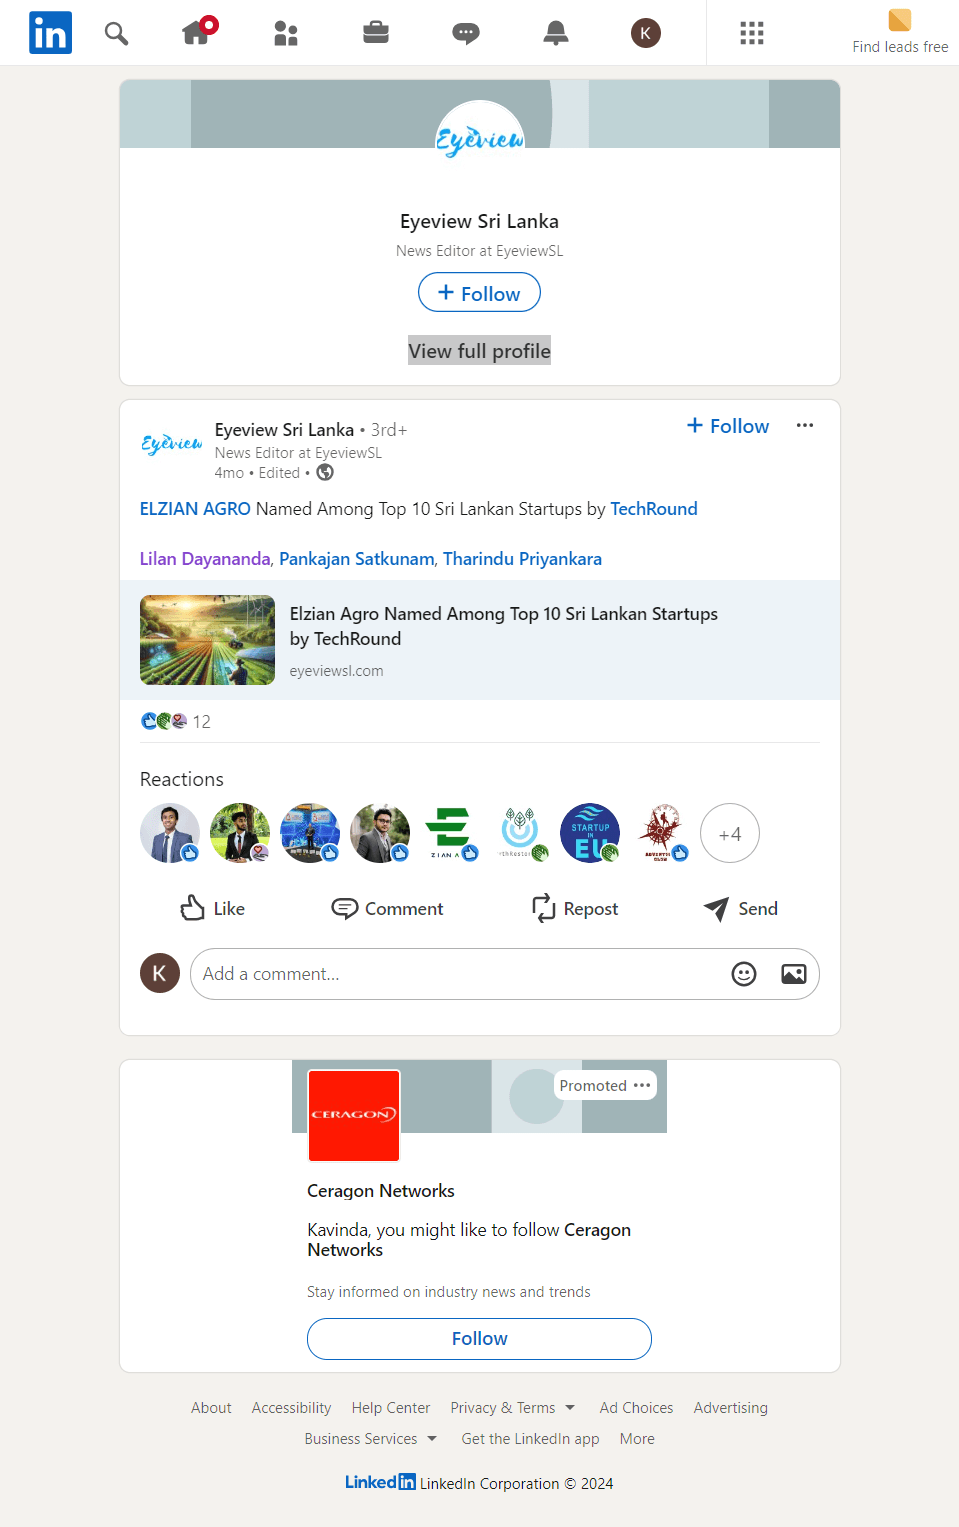 in
K
Find leads free
Eyeview
Eyeview Sri Lanka
News Editor at EyeviewSL
+ Follow
View full profile
Eyeview
Eyeview Sri Lanka • 3rd+
+ Follow
News Editor at EyeviewSL
4mo • Edited •
ELZIAN AGRO Named Among Top 10 Sri Lankan Startups by TechRound
Lilan Dayananda, Pankajan Satkunam, Tharindu Priyankara
Elzian Agro Named Among Top 10 Sri Lankan Startups
by TechRound
eyeviewsl.com
12
Reactions
ZIAN A
STARTUP
IN
EU
+4
Like
Comment
Repost
Send
K
Add a comment...
Promoted
CERAGON
Ceragon Networks
Kavinda, you might like to follow Ceragon
Networks
Stay informed on industry news and trends
Follow
About Accessibility Help Center Privacy & Terms Ad Choices Advertising
Business Services Get the LinkedIn app More
LinkedIn LinkedIn Corporation © 2024